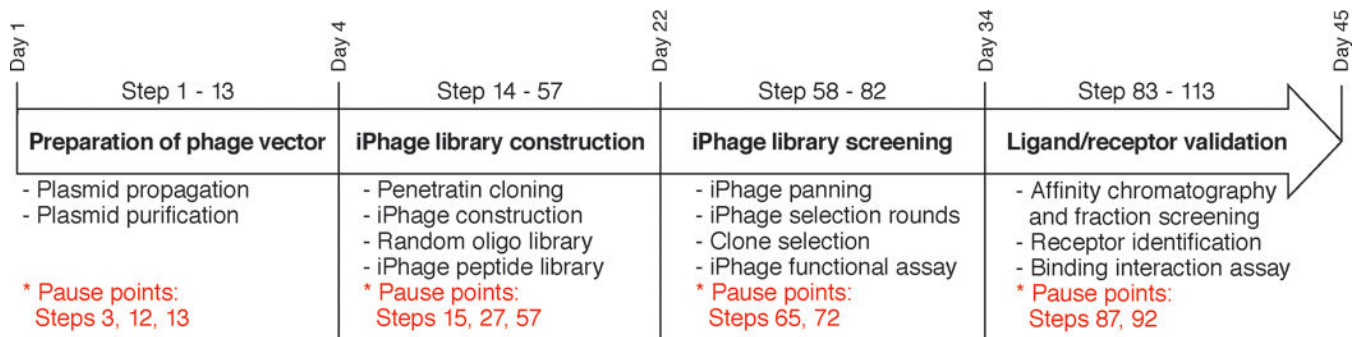 Day 1
Day 4
Day 22
Day 34
Day 45
Step 1 - 13
Step 14 - 57
Step 58 - 82
Step 83 - 113
Preparation of phage vector
iPhage library construction
iPhage library screening
Ligand/receptor validation
- Plasmid propagation
- Plasmid purification
* Pause points:
Steps 3, 12, 13
- Penetratin cloning
- iPhage construction
- Random oligo library
- iPhage peptide library
* Pause points:
Steps 15, 27, 57
- iPhage panning
- iPhage selection rounds
- Clone selection
- iPhage functional assay
* Pause points:
Steps 65, 72
- Affinity chromatography
and fraction screening
- Receptor identification
- Binding interaction assay
* Pause points:
Steps 87, 92